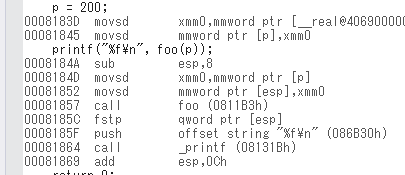 p = 200;
0008183D movsd xmm0,mmword ptr [__real@40690000
00081845 movsd mmword ptr [p],xmm0
printf("%f¥n", foo(p));
0008184A sub esp,8
0008184D movsd xmm0,mmword ptr [p]
00081852 movsd mmword ptr [esp],xmm0
00081857 call foo (0811B3h)
0008185C fstp qword ptr [esp]
0008185F push offset string "%f¥n" (086B30h)
00081864 call _printf (08131Bh)
00081869 add esp,0Ch
return 0;